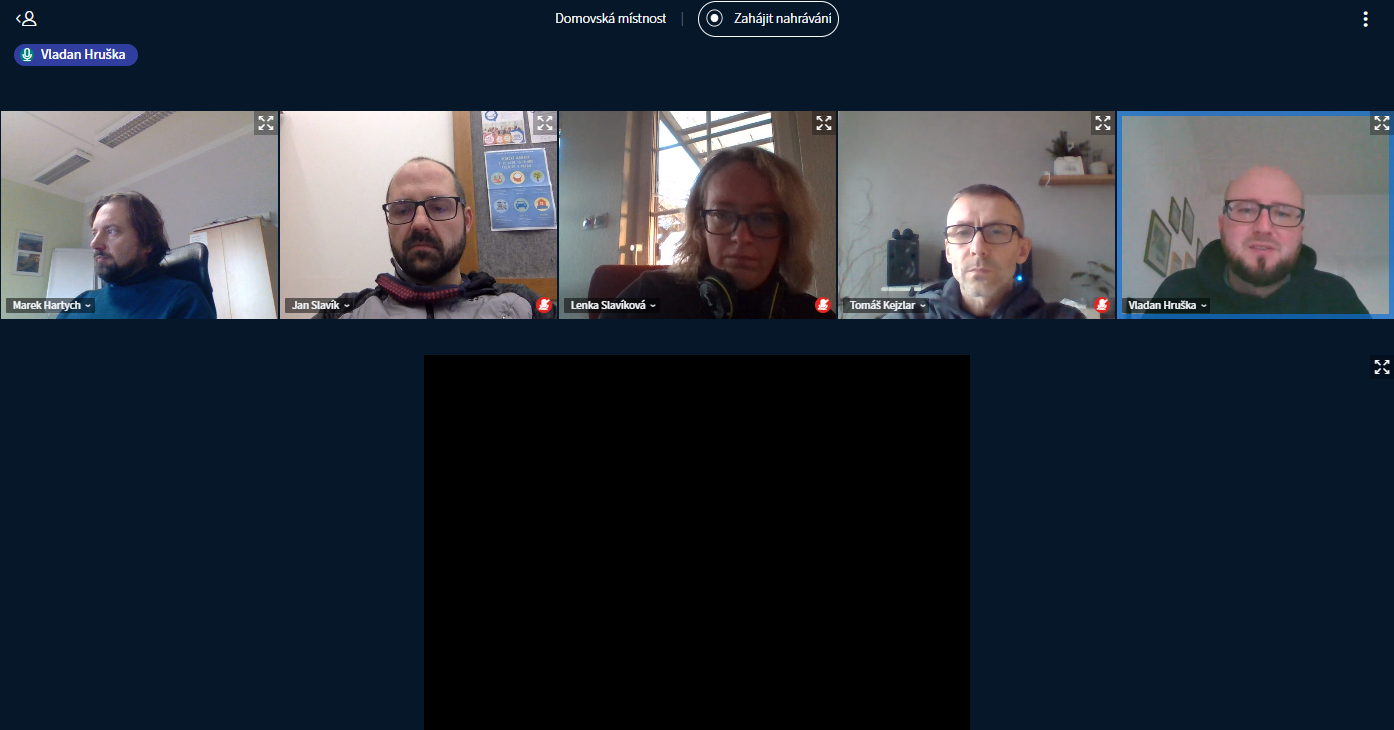 Domovská místnost
Zahájit nahrávání
Vladan Hruška
Marek Hartych
Jan Slavík
Lenka Slavíková
Tomáš Kejzlar
Vladan Hruška